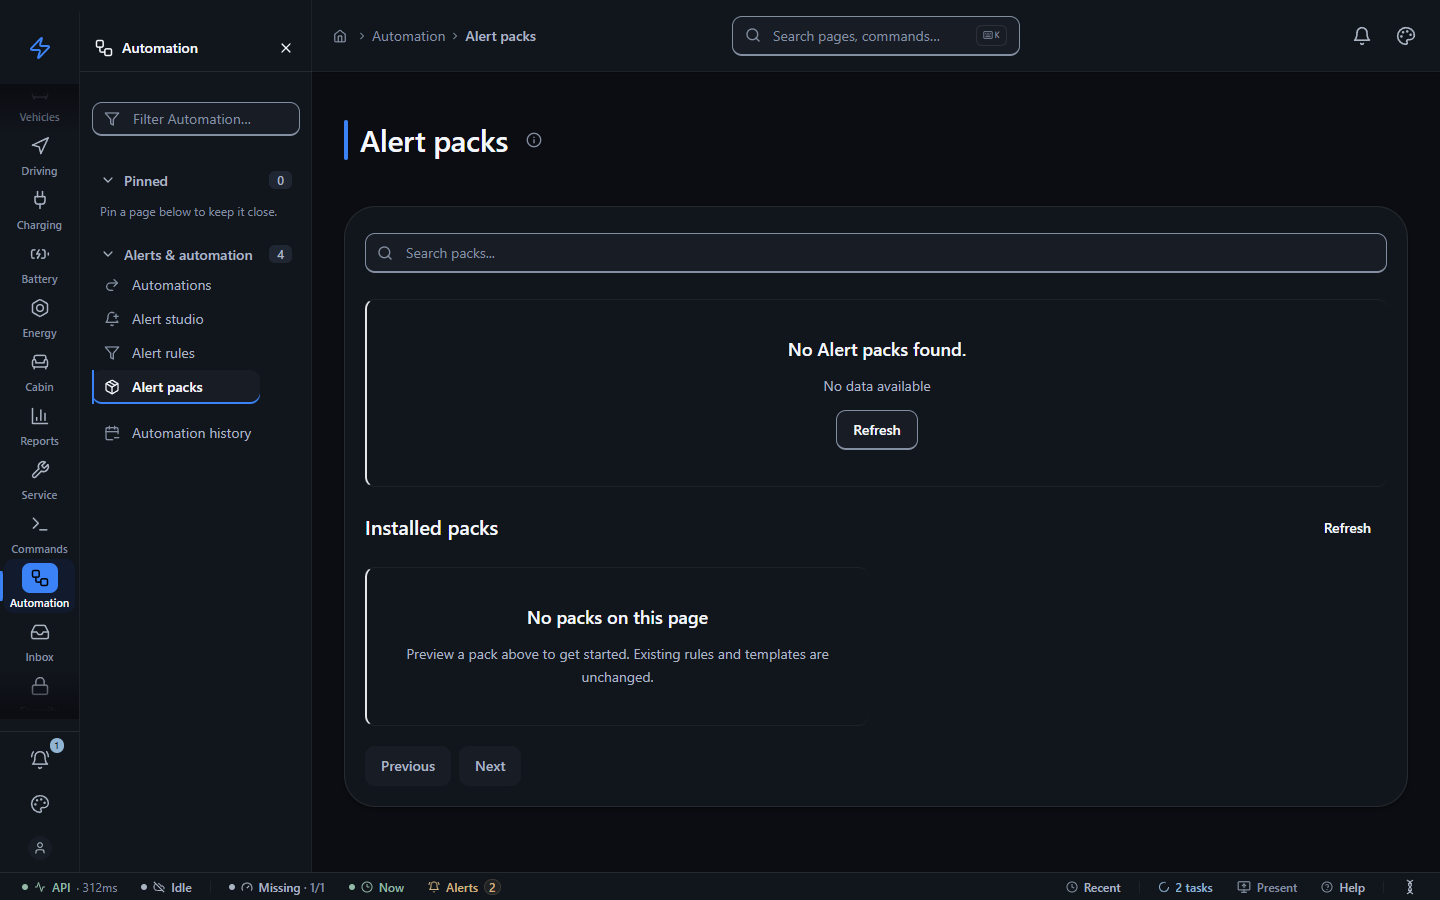 Automation
Automation
Alert packs
Search pages, commands...
K
Vehicles
Driving
Charging
Battery
Energy
Cabin
Reports
Service
Commands
Automation
Inbox
1
Filter Automation...
Pinned
0
Pin a page below to keep it close.
Alerts & automation
4
Automations
Alert studio
Alert rules
Alert packs
Automation history
Alert packs
Search packs...
No Alert packs found.
No data available
Refresh
Installed packs
Refresh
No packs on this page
Preview a pack above to get started. Existing rules and templates are
unchanged.
Previous
Next
API · 312ms
Idle
Missing · 1/1
Now
Alerts 2
Recent
2 tasks
Present
Help